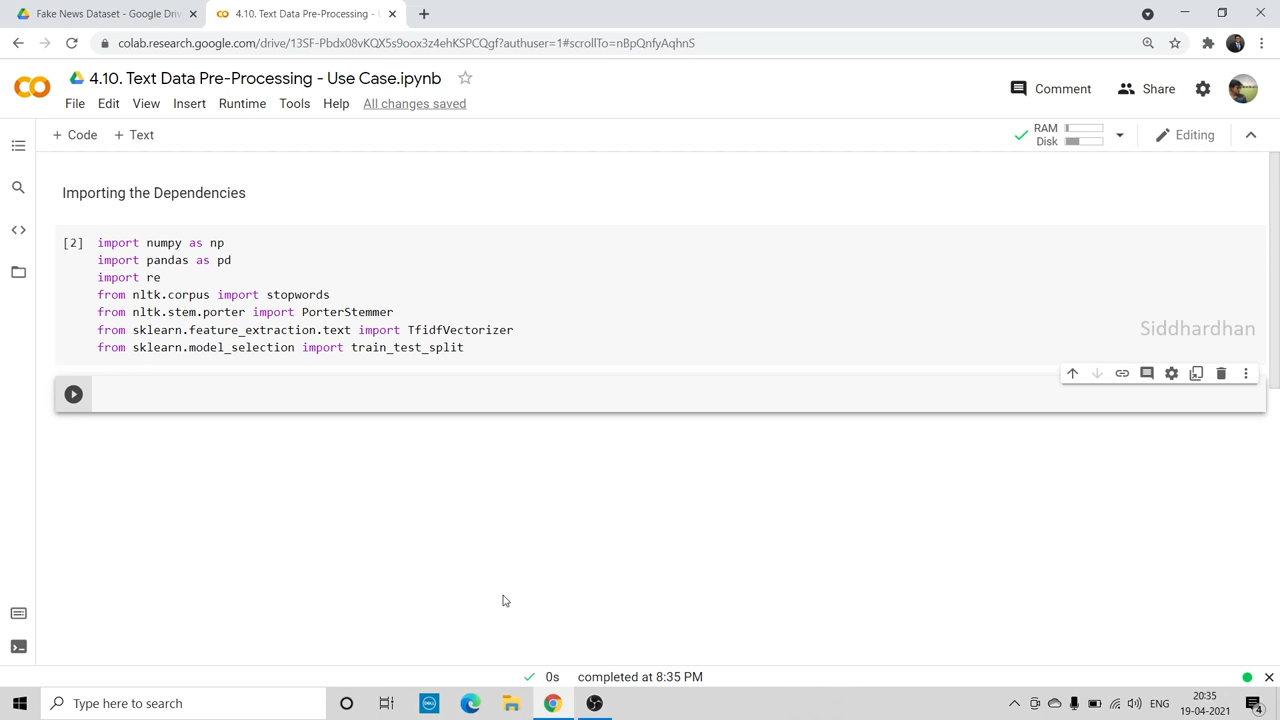 Fake News Dataset - Google Driv
4.10. Text Data Pre-Processing - U
colab.research.google.com/drive/13SF-Pbdx08vKQX5s9oox3z4ehKSPCQgf?authuser=1#scrollTo=nBpQnfyAqhnS
4.10. Text Data Pre-Processing - Use Case.ipynb
Comment
Share
File Edit View Insert Runtime Tools Help All changes saved
+ Code + Text
RAM
Disk
Editing
Importing the Dependencies
[2] import numpy as np
import pandas as pd
import re
from nltk.corpus import stopwords
from nltk.stem.porter import PorterStemmer
from sklearn.feature_extraction.text import TfidfVectorizer
from sklearn.model_selection import train_test_split
Siddhardhan
0s completed at 8:35 PM
Type here to search
DELL
ENG
20:35
19-04-2021
4